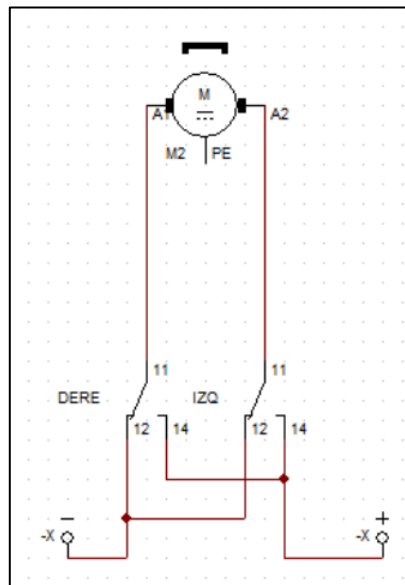 M
A1 A2
M2 PE
11 11
DERE IZQ
12 14 12 14
− +
-X -X